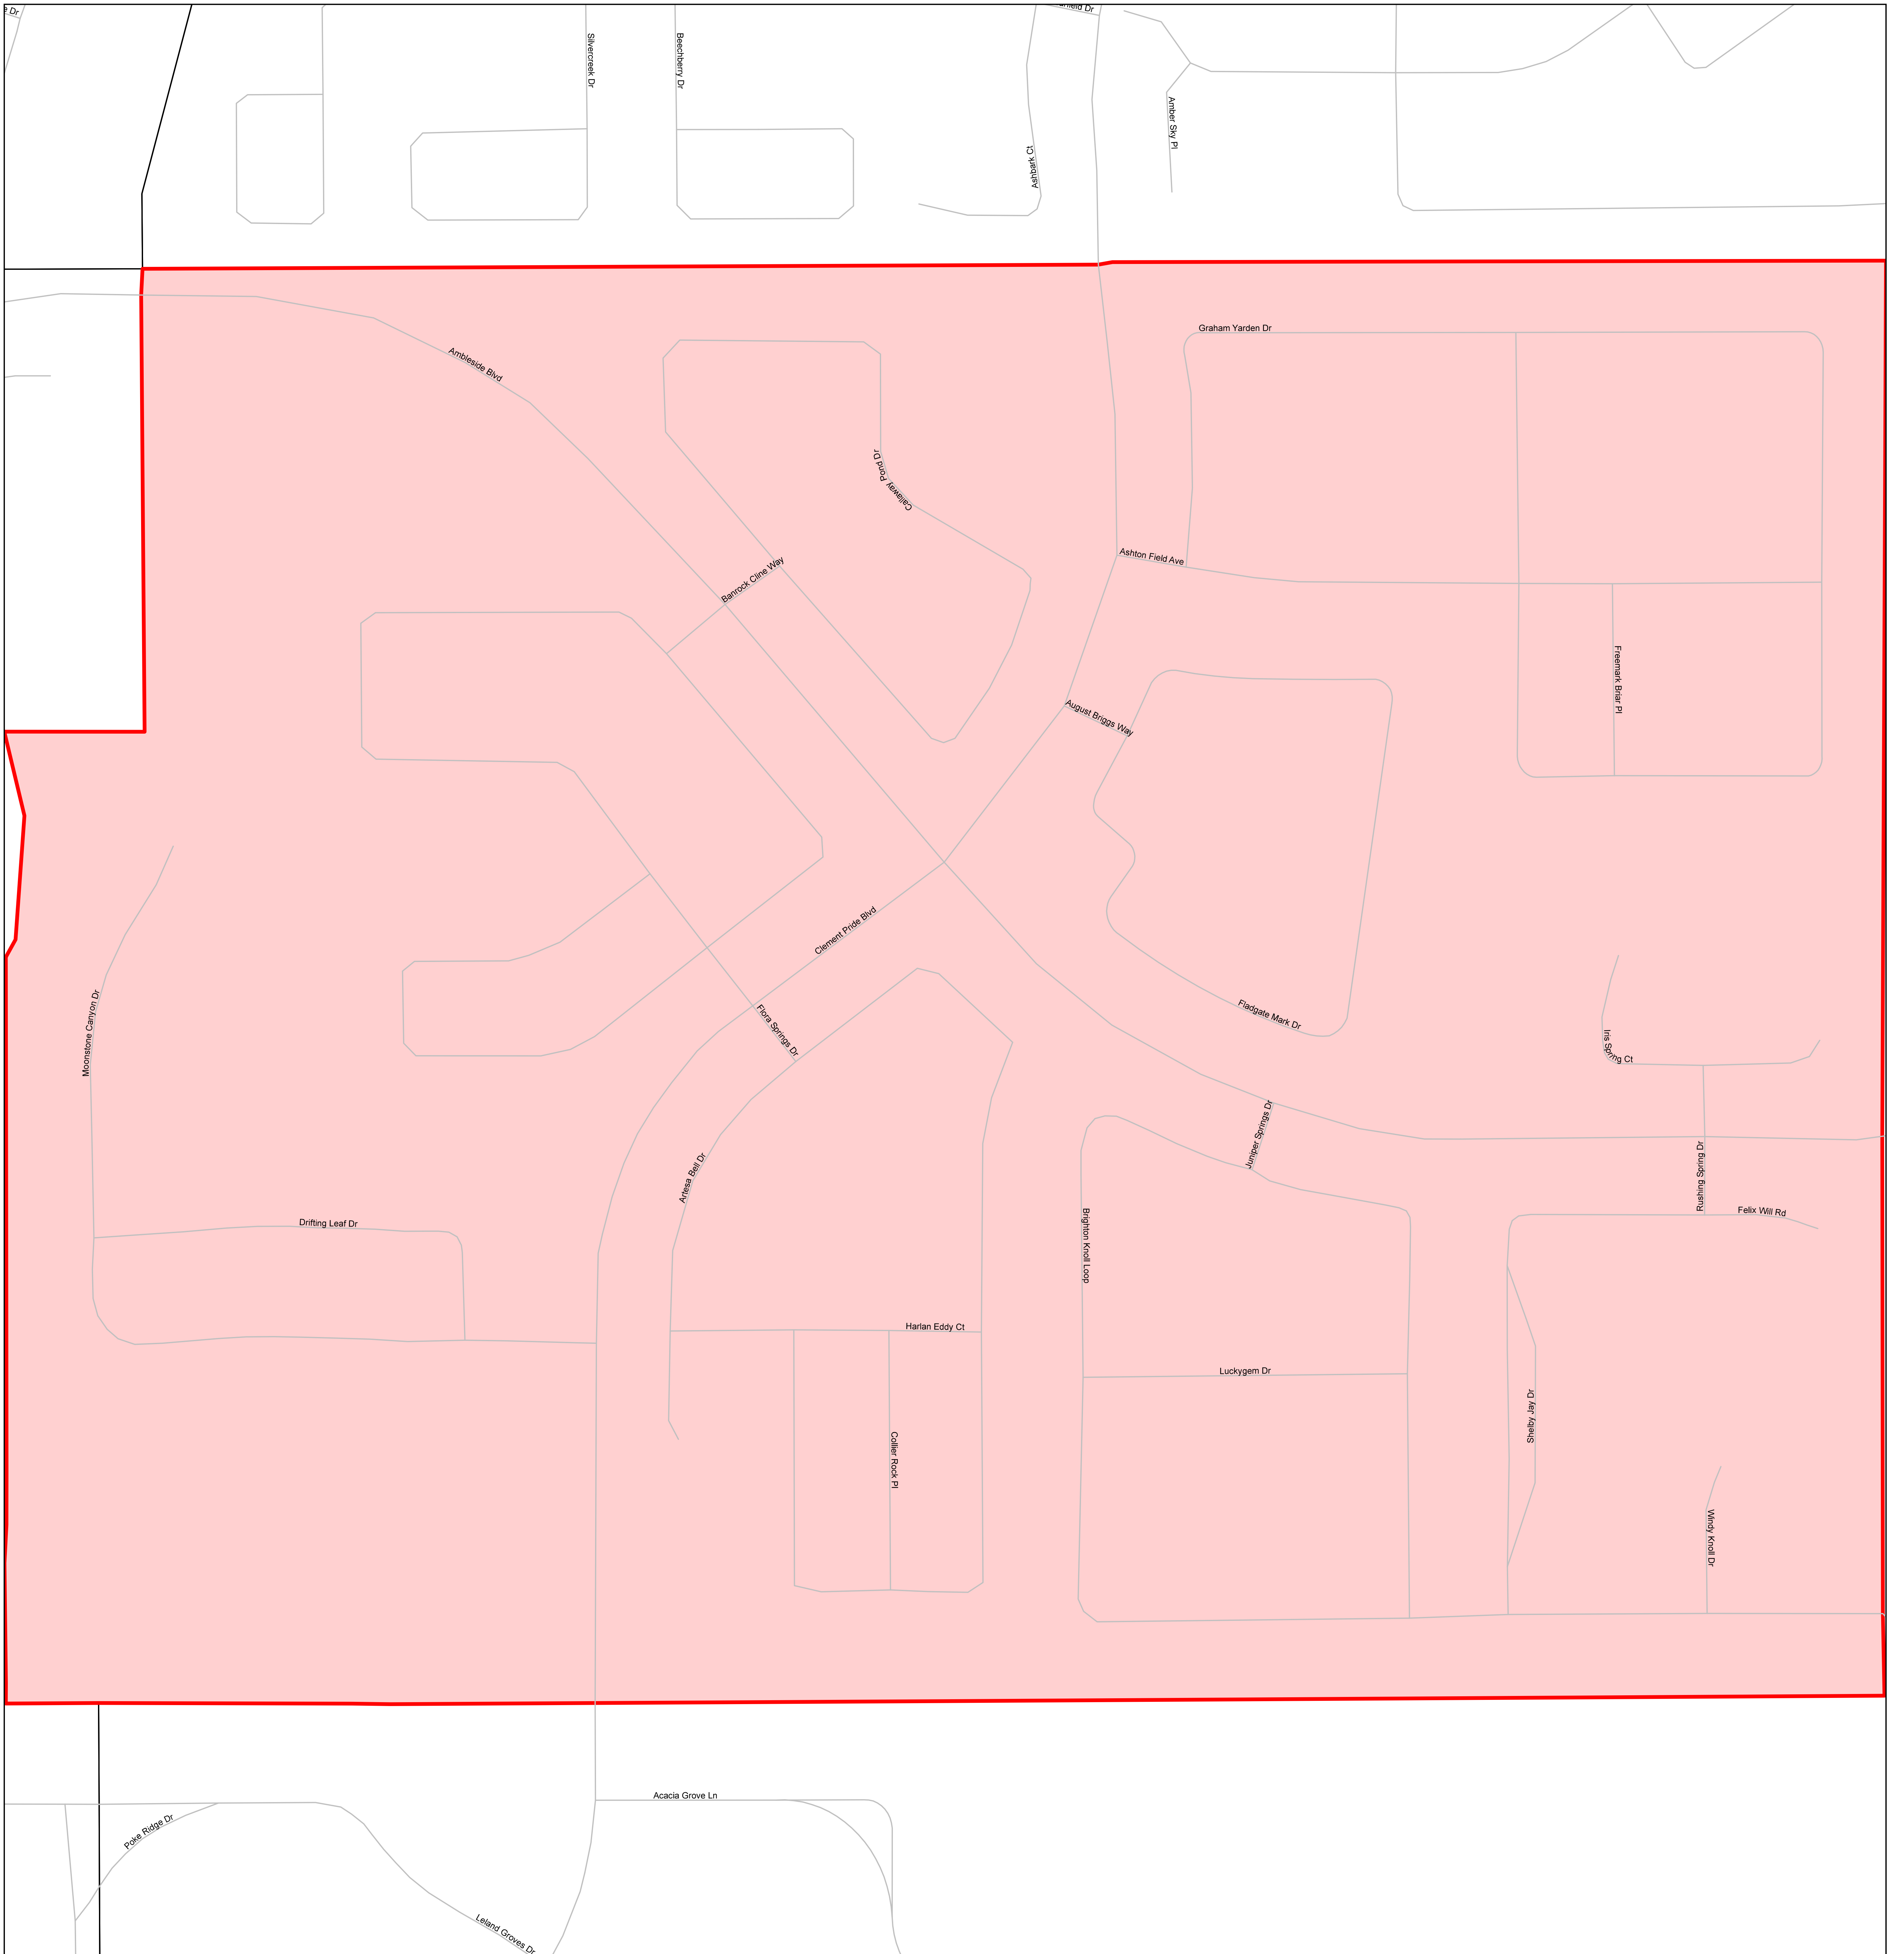 e Dr
field Dr
Silvercreek Dr
Beechberry Dr
Amber Sky Pl
Ashbark Ct
Graham Yarden Dr
Ambleside Blvd
Callaway Pond Dr
Ashton Field Ave
Banrock Cline Way
Freemark Briar Pl
August Briggs Way
Clement Pride Blvd
Moonstone Canyon Dr
Flora Springs Dr
Fladgate Mark Dr
Iris Spring Ct
Juniper Springs Dr
Artesa Bell Dr
Rushing Spring Dr
Felix Will Rd
Drifting Leaf Dr
Brighton Knoll Loop
Harlan Eddy Ct
Luckygem Dr
Shelby Jay Dr
Collier Rock Pl
Windy Knoll Dr
Acacia Grove Ln
Poke Ridge Dr
Leland Groves Dr